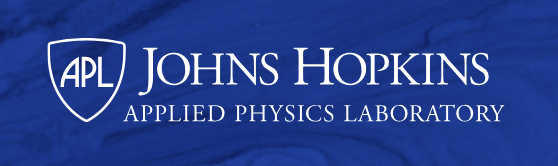 APL
JOHNS HOPKINS
APPLIED PHYSICS LABORATORY